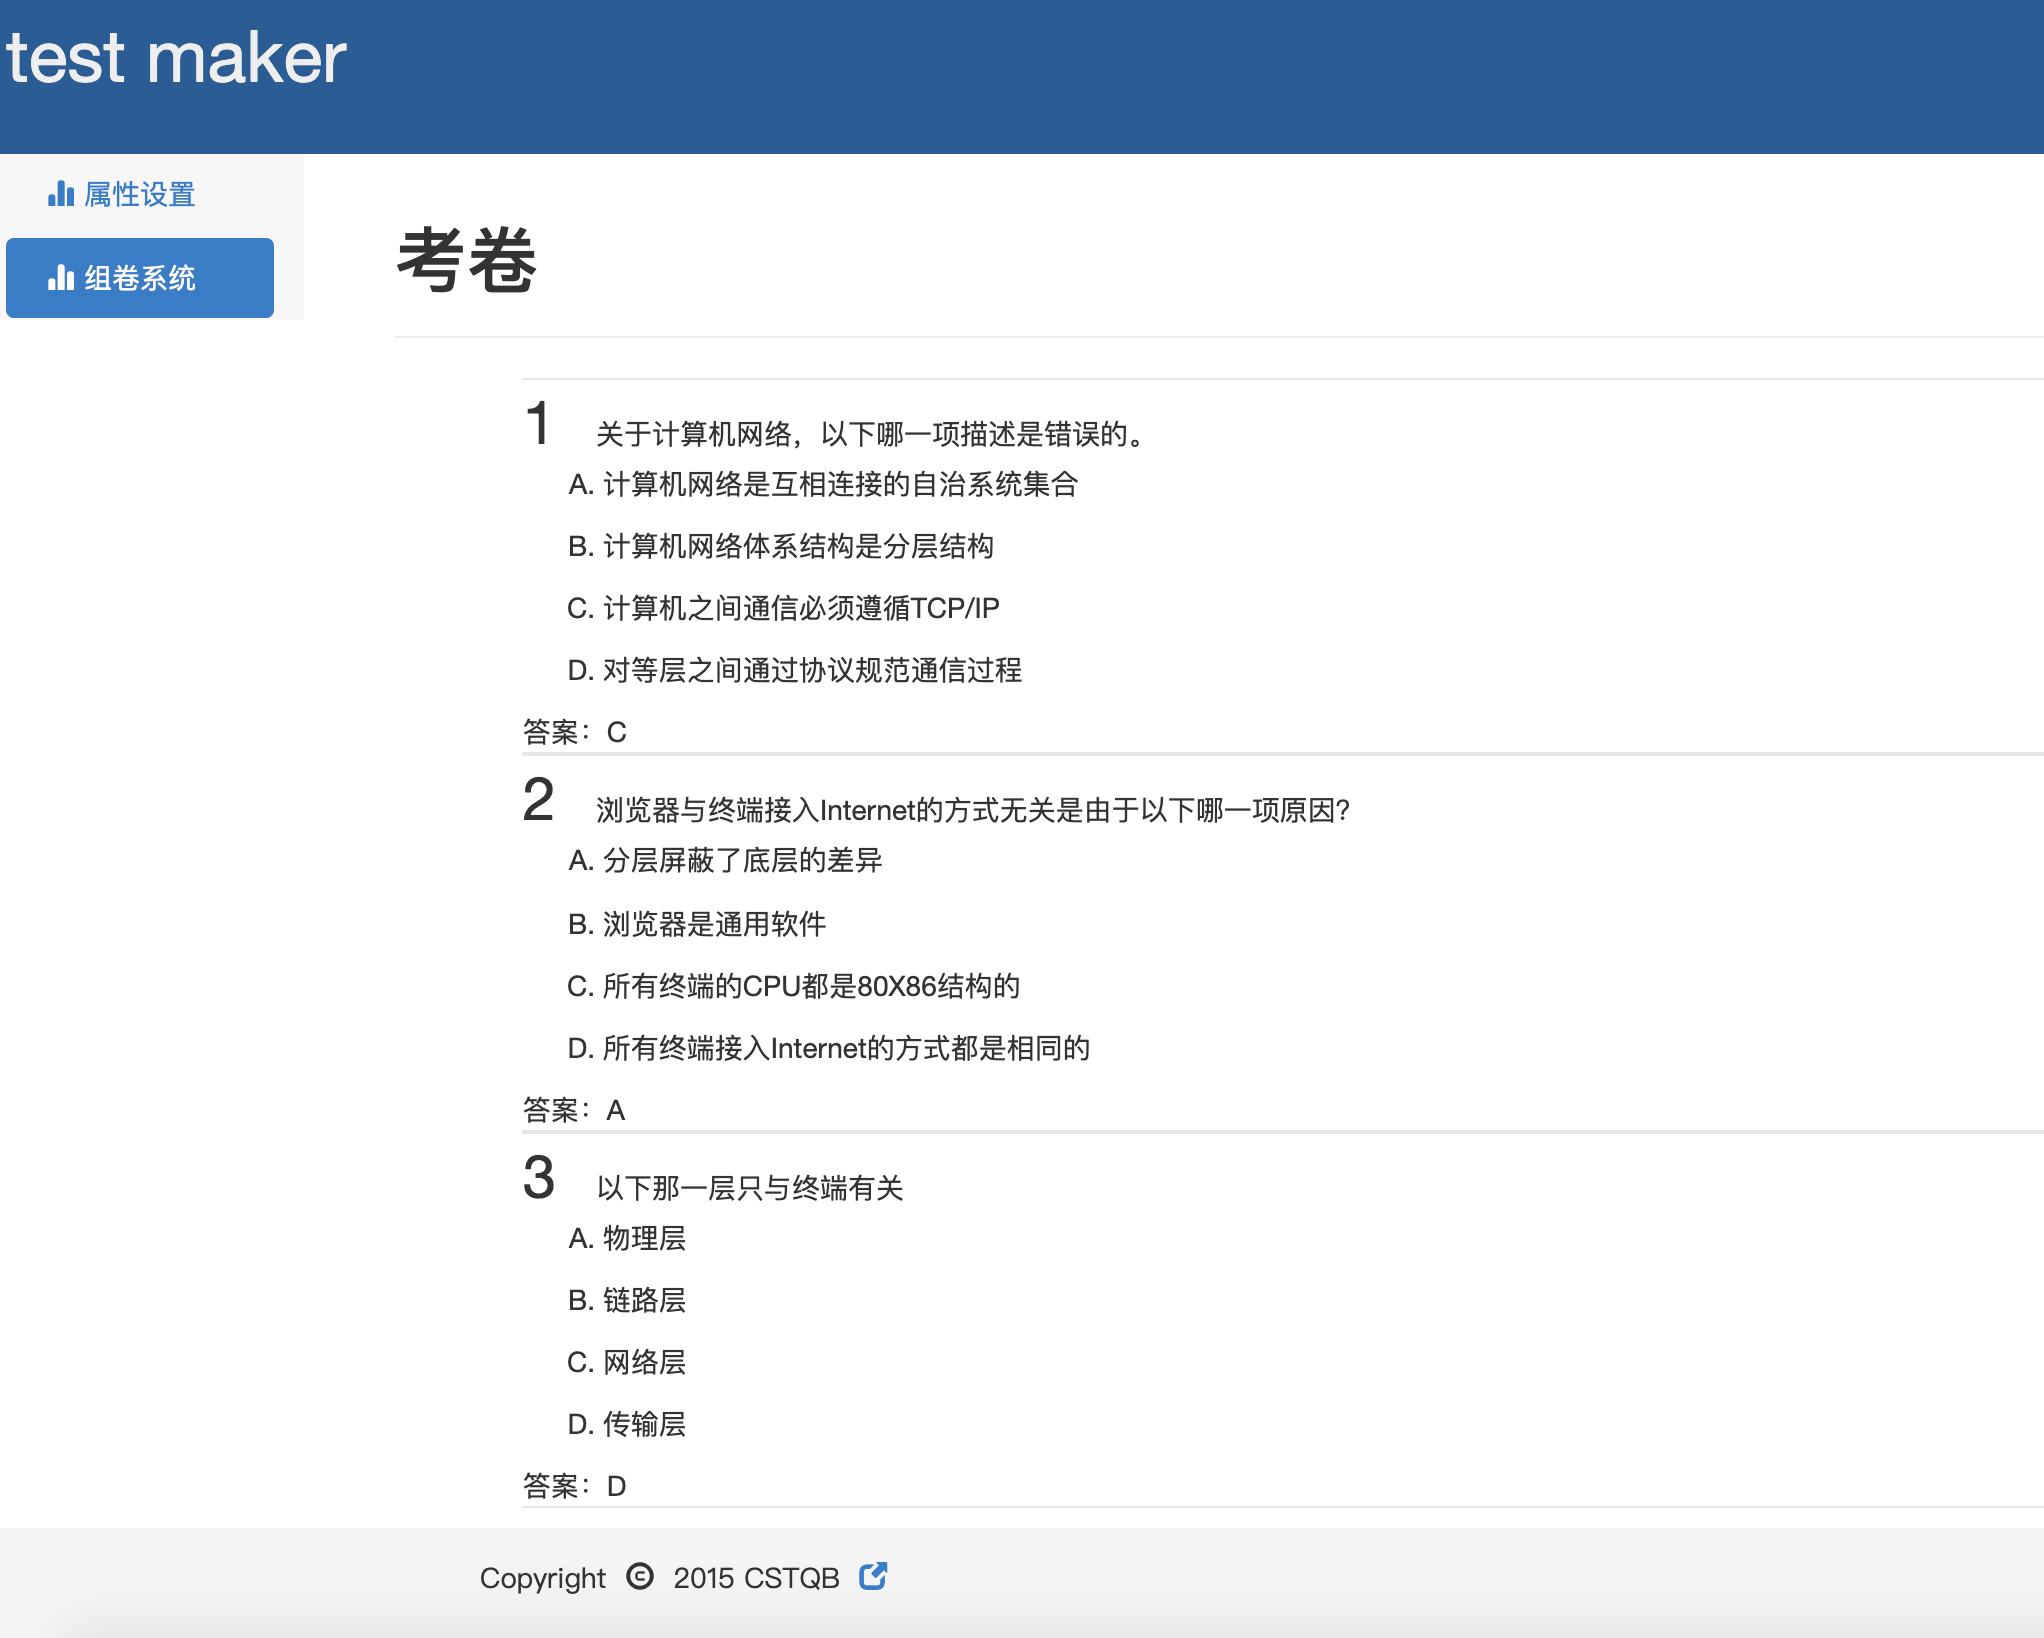 test maker
属性设置
组卷系统
考卷
1 关于计算机网络，以下哪一项描述是错误的。
A. 计算机网络是互相连接的自治系统集合
B. 计算机网络体系结构是分层结构
C. 计算机之间通信必须遵循TCP/IP
D. 对等层之间通过协议规范通信过程
答案：C
2 浏览器与终端接入Internet的方式无关是由于以下哪一项原因？
A. 分层屏蔽了底层的差异
B. 浏览器是通用软件
C. 所有终端的CPU都是80X86结构的
D. 所有终端接入Internet的方式都是相同的
答案：A
3 以下那一层只与终端有关
A. 物理层
B. 链路层
C. 网络层
D. 传输层
答案：D
Copyright © 2015 CSTQB